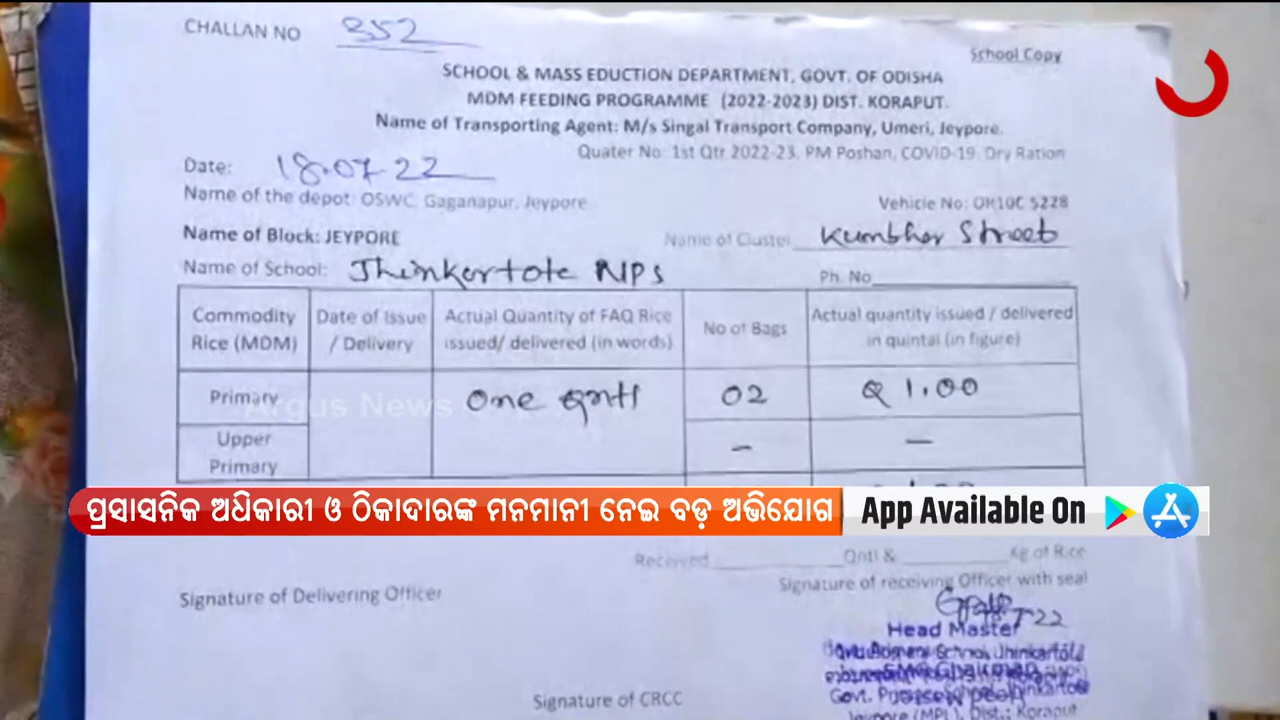 CHALLAN NO 352
School Copy
SCHOOL & MASS EDUCTION DEPARTMENT, GOVT. OF ODISHA
MDM FEEDING PROGRAMME (2022-2023) DIST. KORAPUT.
Name of Transporting Agent: M/s Singal Transport Company, Umeri, Jeypore.
Quater No: 1st Qtr 2022-23, PM Poshan, COVID-19, Dry Ration
Date: 18.07.22
Name of the depot: OSWC, Gaganapur, Jeypore
Vehicle No: OR10C 5228
Name of Block: JEYPORE
Name of Cluster Kumbhar Street
Name of School: Jhinkartola NPS
Ph. No
Commodity Rice (MDM)
Date of Issue / Delivery
Actual Quantity of FAQ Rice issued/ delivered (in words)
No of Bags
Actual quantity issued / delivered in quintal (in figure)
Primary One Qntl 02 Q 1.00
Argus News
Upper Primary - -
ପ୍ରସାସନିକ ଅଧିକାରୀ ଓ ଠିକାଦାରଙ୍କ ମନମାନୀ ନେଇ ବଡ଼ ଅଭିଯୋଗ
App Available On
Received Qntl & Kg of Rice
Signature of Delivering Officer
Signature of receiving Officer with seal
Head Master
Signature of CRCC
Jeypore (MPL), Dist.: Koraput